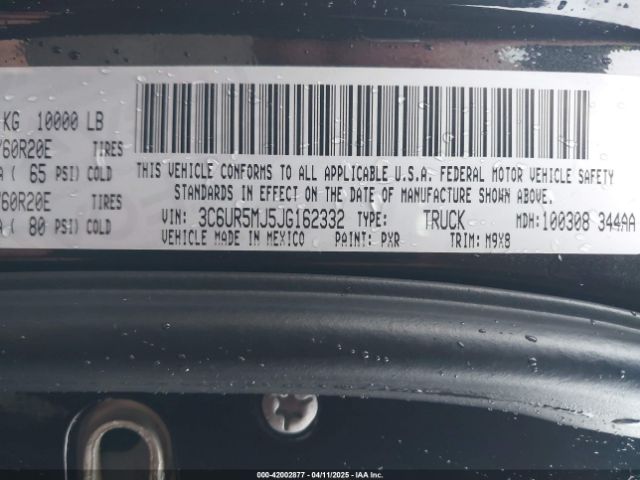 KG 10000 LB
/60R20E TIRES
( 65 PSI) COLD
/60R20E TIRES
( 80 PSI) COLD
THIS VEHICLE CONFORMS TO ALL APPLICABLE U.S.A. FEDERAL MOTOR VEHICLE SAFETY
STANDARDS IN EFFECT ON THE DATE OF MANUFACTURE SHOWN ABOVE.
VIN: 3C6UR5MJ5JG162332 TYPE: TRUCK MDH:100308 344AA
VEHICLE MADE IN MEXICO PAINT: PXR TRIM: M9X8
000-42002877 - 04/11/2025 - IAA Inc.